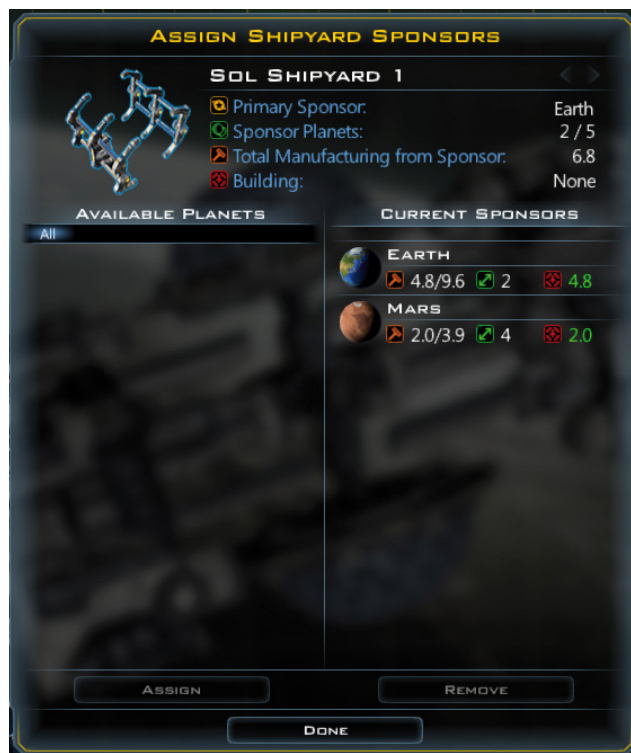 Assign Shipyard Sponsors
Sol Shipyard 1
Primary Sponsor: Earth
Sponsor Planets: 2 / 5
Total Manufacturing from Sponsor: 6.8
Building: None
Available Planets
All
Current Sponsors
Earth
4.8/9.6 2 4.8
Mars
2.0/3.9 4 2.0
Assign
Remove
Done